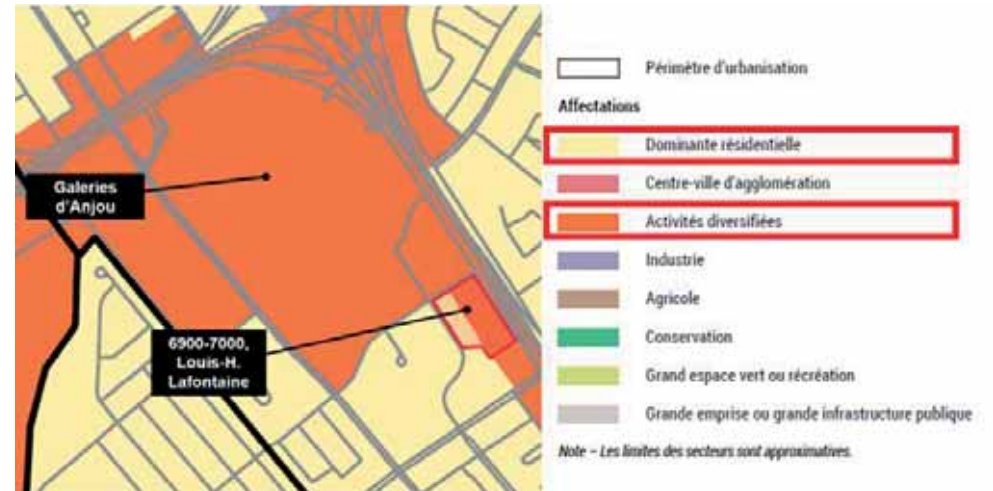 Galeries
d'Anjou
6900-7000,
Louis-H.
Lafontaine
Périmètre d'urbanisation
Affectations
Dominante résidentielle
Centre-ville d'agglomération
Activités diversifiées
Industrie
Agricole
Conservation
Grand espace vert ou récréation
Grande emprise ou grande infrastructure publique
Note – Les limites des secteurs sont approximatives.